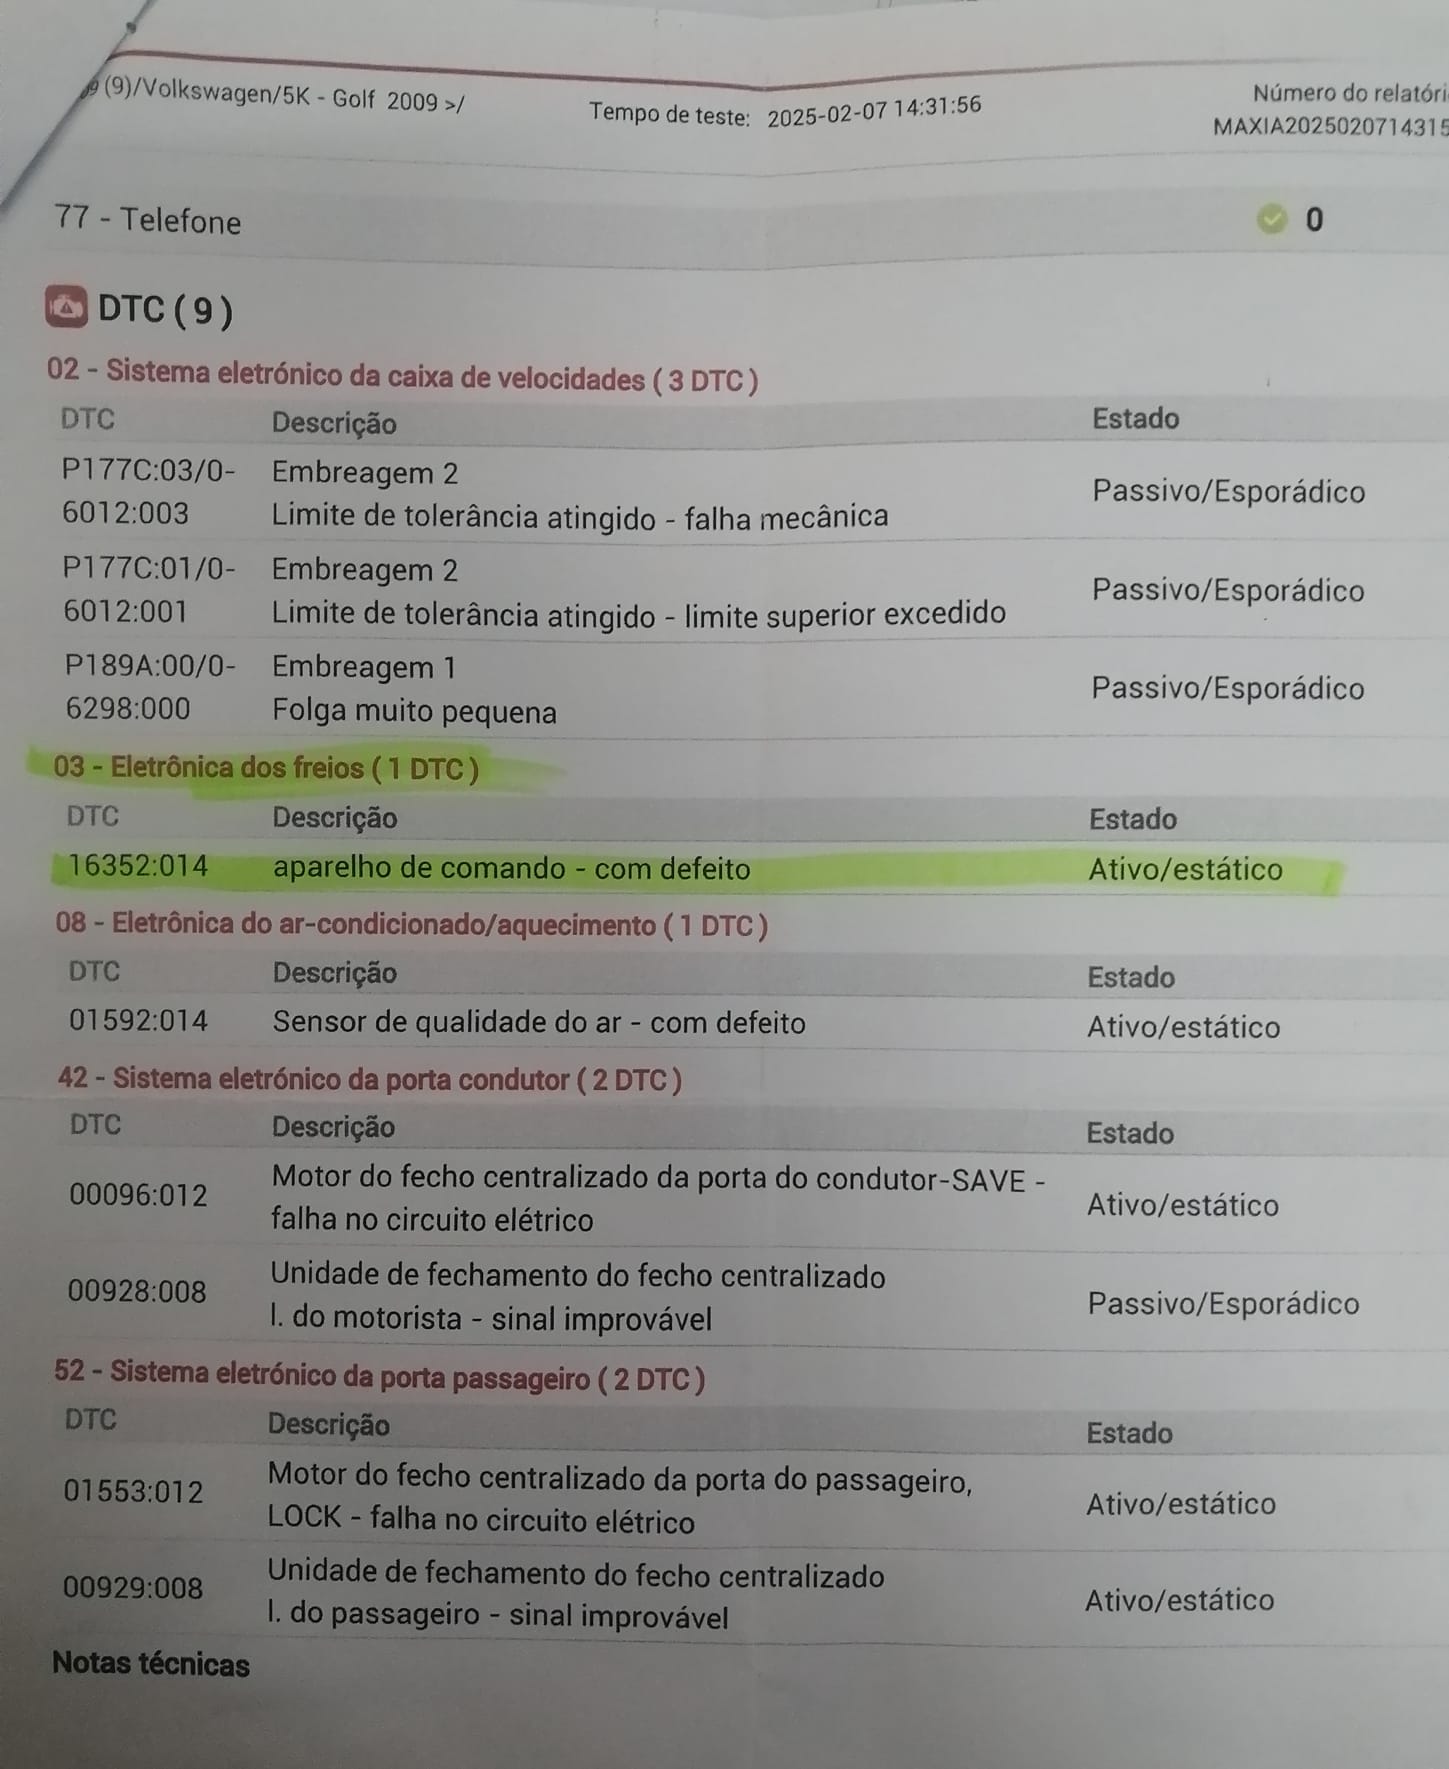 (9)/Volkswagen/5K - Golf 2009 >/
Tempo de teste: 2025-02-07 14:31:56
Número do relatóri
MAXIA2025020714315
77 - Telefone 0
DTC ( 9 )
02 - Sistema eletrónico da caixa de velocidades ( 3 DTC )
DTC Descrição Estado
P177C:03/0- Embreagem 2
6012:003 Limite de tolerância atingido - falha mecânica
Passivo/Esporádico
P177C:01/0- Embreagem 2
6012:001 Limite de tolerância atingido - limite superior excedido
Passivo/Esporádico
P189A:00/0- Embreagem 1
6298:000 Folga muito pequena
Passivo/Esporádico
03 - Eletrônica dos freios ( 1 DTC )
DTC Descrição Estado
16352:014 aparelho de comando - com defeito Ativo/estático
08 - Eletrônica do ar-condicionado/aquecimento ( 1 DTC )
DTC Descrição Estado
01592:014 Sensor de qualidade do ar - com defeito Ativo/estático
42 - Sistema eletrónico da porta condutor ( 2 DTC )
DTC Descrição Estado
00096:012
Motor do fecho centralizado da porta do condutor-SAVE -
falha no circuito elétrico
Ativo/estático
00928:008
Unidade de fechamento do fecho centralizado
l. do motorista - sinal improvável
Passivo/Esporádico
52 - Sistema eletrónico da porta passageiro ( 2 DTC )
DTC Descrição Estado
01553:012
Motor do fecho centralizado da porta do passageiro,
LOCK - falha no circuito elétrico
Ativo/estático
00929:008
Unidade de fechamento do fecho centralizado
l. do passageiro - sinal improvável
Ativo/estático
Notas técnicas